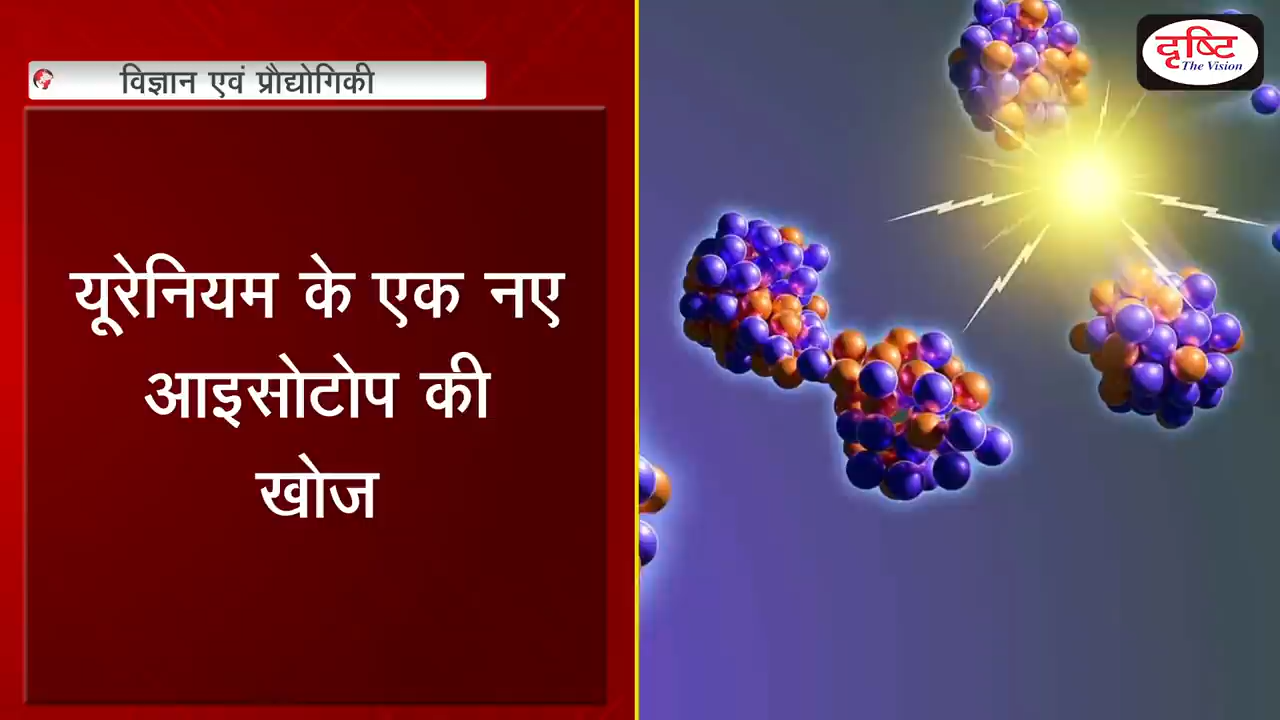 विज्ञान एवं प्रौद्योगिकी
यूरेनियम के एक नए
आइसोटोप की
खोज
दृष्टि
The Vision